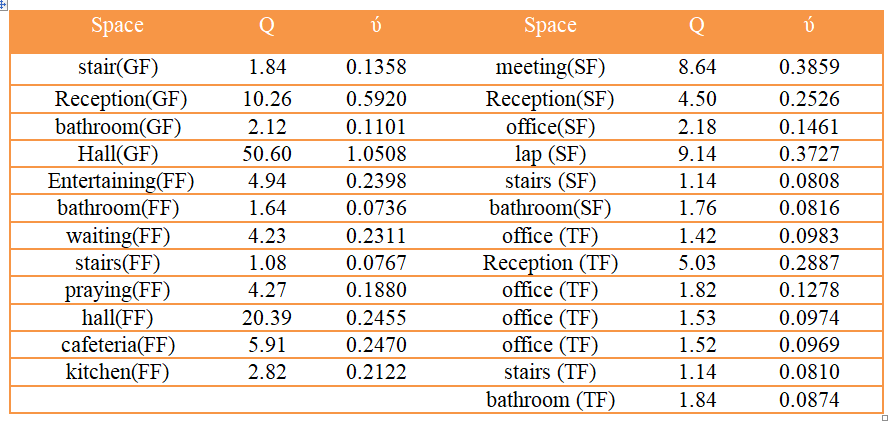 Space Q ύ Space Q ύ
stair(GF) 1.84 0.1358 meeting(SF) 8.64 0.3859
Reception(GF) 10.26 0.5920 Reception(SF) 4.50 0.2526
bathroom(GF) 2.12 0.1101 office(SF) 2.18 0.1461
Hall(GF) 50.60 1.0508 lap (SF) 9.14 0.3727
Entertaining(FF) 4.94 0.2398 stairs (SF) 1.14 0.0808
bathroom(FF) 1.64 0.0736 bathroom(SF) 1.76 0.0816
waiting(FF) 4.23 0.2311 office (TF) 1.42 0.0983
stairs(FF) 1.08 0.0767 Reception (TF) 5.03 0.2887
praying(FF) 4.27 0.1880 office (TF) 1.82 0.1278
hall(FF) 20.39 0.2455 office (TF) 1.53 0.0974
cafeteria(FF) 5.91 0.2470 office (TF) 1.52 0.0969
kitchen(FF) 2.82 0.2122 stairs (TF) 1.14 0.0810
bathroom (TF) 1.84 0.0874